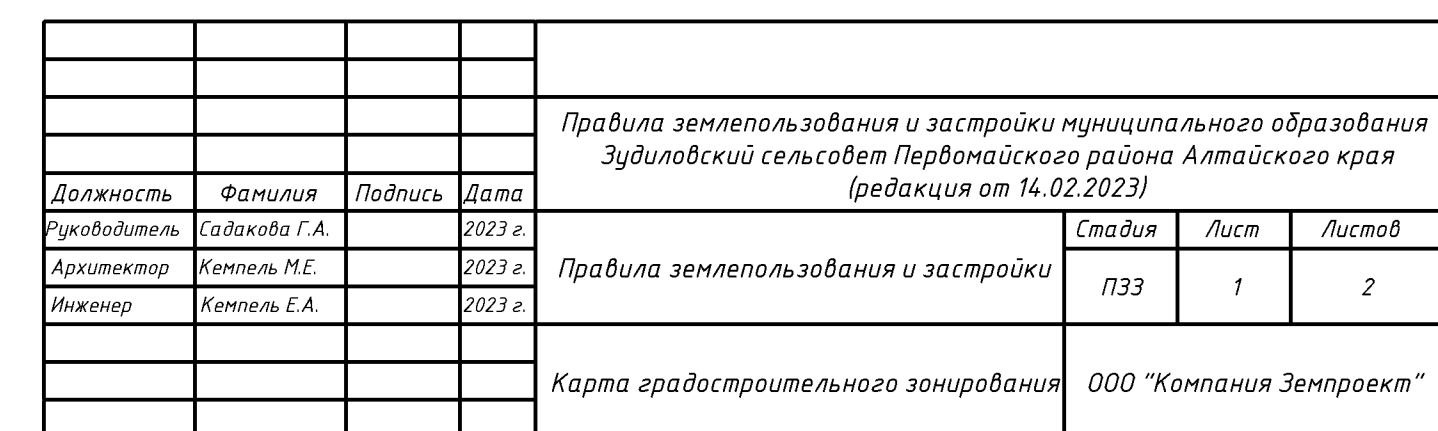 Правила землепользования и застройки муниципального образования
Зудиловский сельсовет Первомайского района Алтайского края
(редакция от 14.02.2023)
Должность Фамилия Подпись Дата
Руководитель Садакова Г.А. 2023 г.
Архитектор Кемпель М.Е. 2023 г.
Инженер Кемпель Е.А. 2023 г.
Правила землепользования и застройки
Стадия Лист Листов
ПЗЗ 1 2
Карта градостроительного зонирования
ООО "Компания Земпроект"